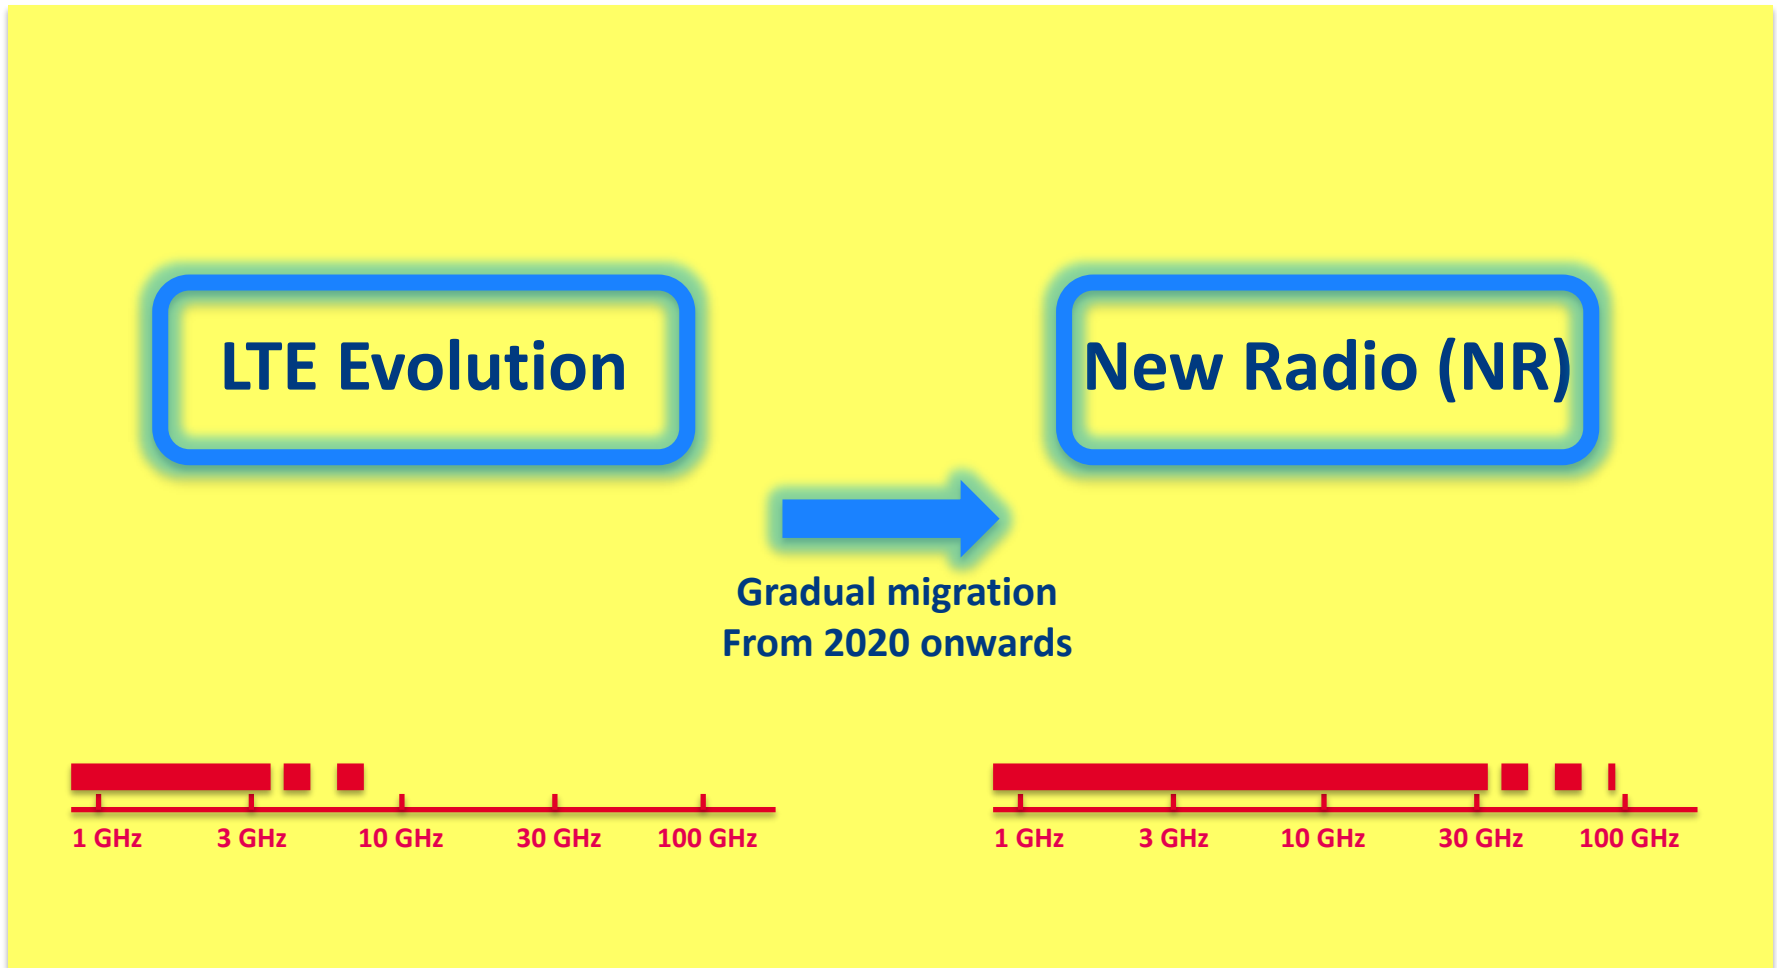 LTE Evolution
New Radio (NR)
Gradual migration
From 2020 onwards
1 GHz 3 GHz 10 GHz 30 GHz 100 GHz
1 GHz 3 GHz 10 GHz 30 GHz 100 GHz